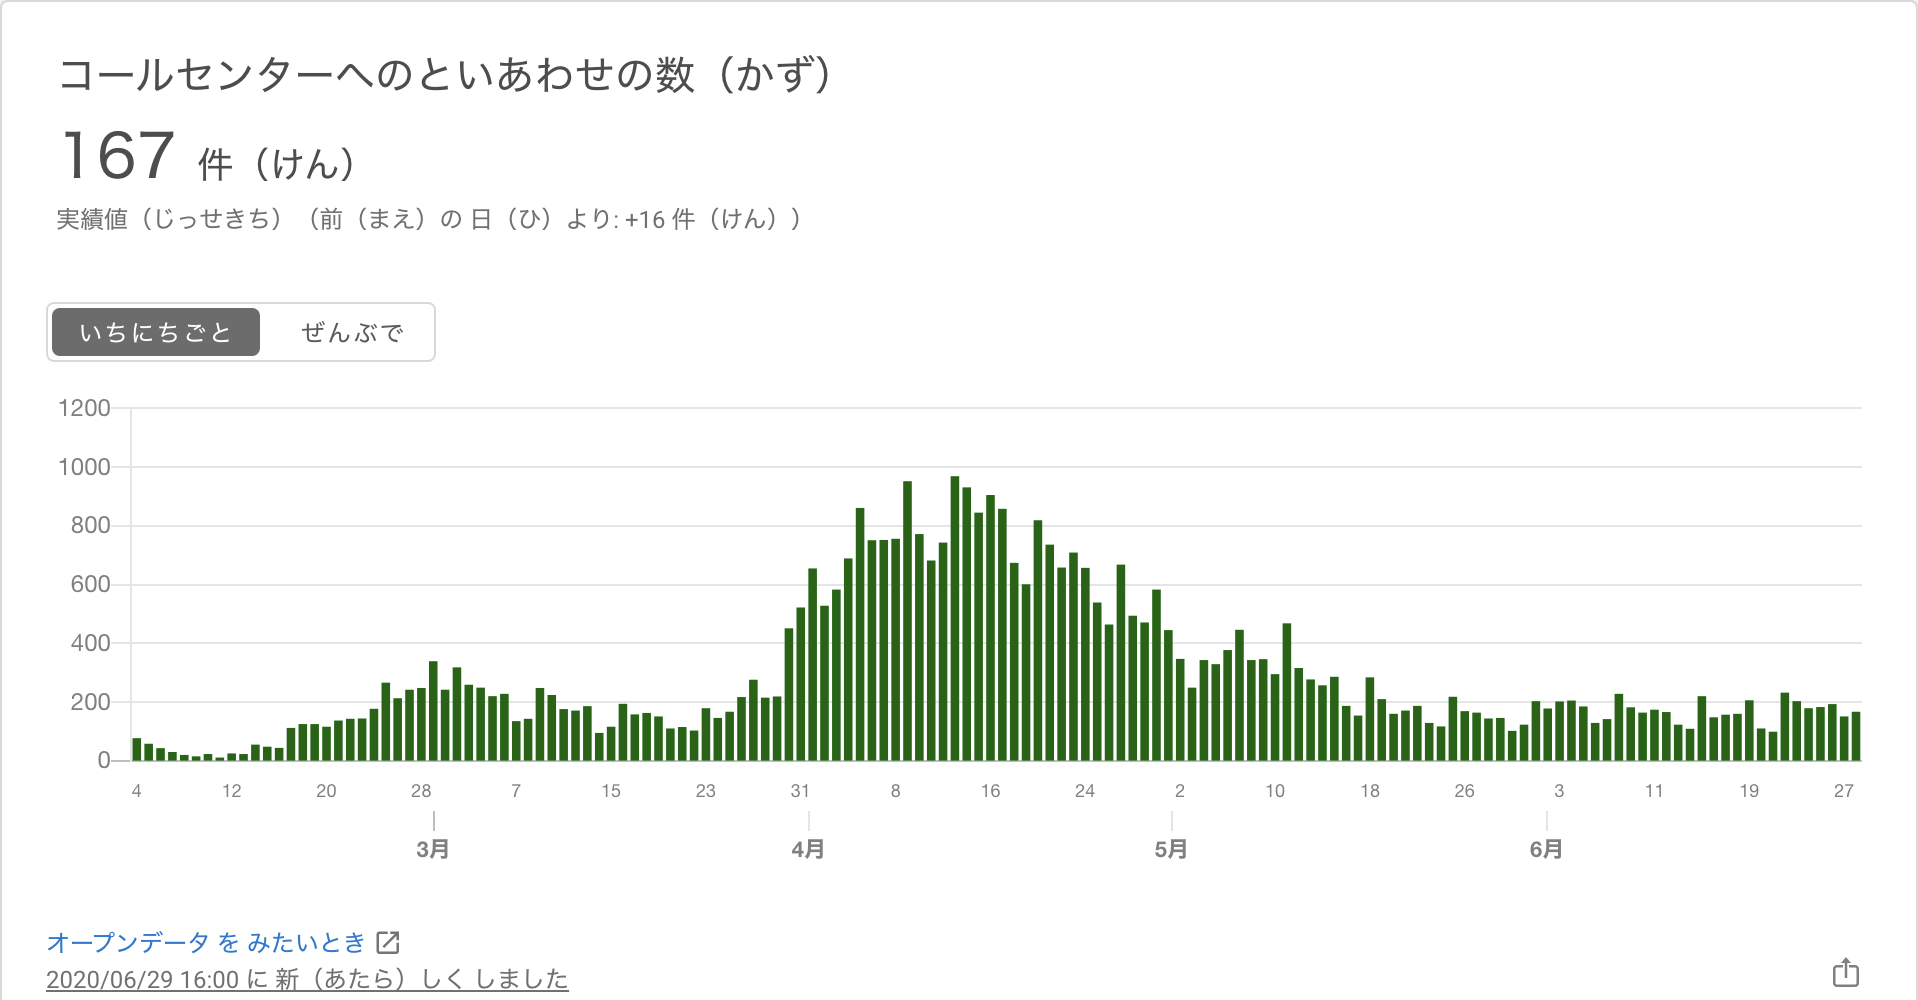 コールセンターへのといあわせの数（かず）
167 件（けん）
実績値（じっせきち）（前（まえ）の 日（ひ）より: +16 件（けん））
いちにちごと ぜんぶで
1200
1000
800
600
400
200
0
4 12 20 28 7 15 23 31 8 16 24 2 10 18 26 3 11 19 27
3月 4月 5月 6月
オープンデータ を みたいとき
2020/06/29 16:00 に 新（あたら）しく しました